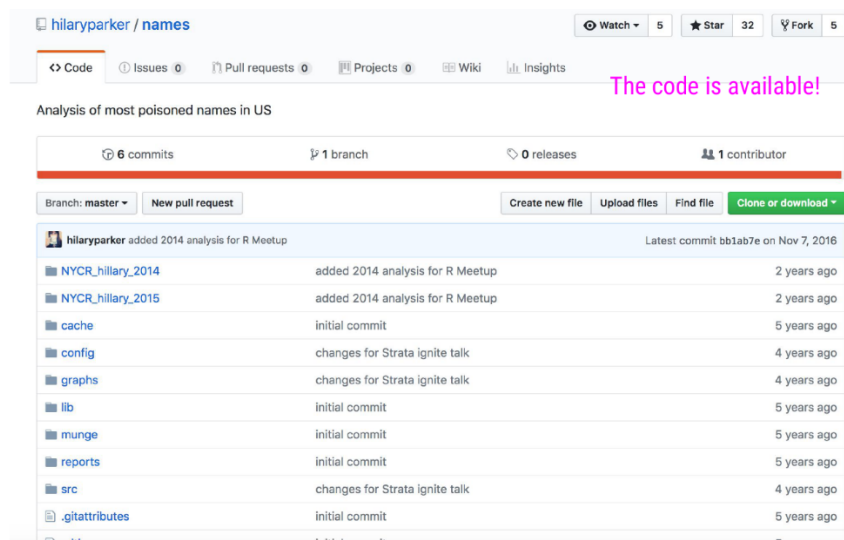 hilaryparker / names
Watch 5 Star 32 Fork 5
Code Issues 0 Pull requests 0 Projects 0 Wiki Insights
The code is available!
Analysis of most poisoned names in US
6 commits 1 branch 0 releases 1 contributor
Branch: master New pull request Create new file Upload files Find file Clone or download
hilaryparker added 2014 analysis for R Meetup Latest commit bb1ab7e on Nov 7, 2016
NYCR_hillary_2014 added 2014 analysis for R Meetup 2 years ago
NYCR_hillary_2015 added 2014 analysis for R Meetup 2 years ago
cache initial commit 5 years ago
config changes for Strata ignite talk 4 years ago
graphs changes for Strata ignite talk 4 years ago
lib initial commit 5 years ago
munge initial commit 5 years ago
reports initial commit 5 years ago
src changes for Strata ignite talk 4 years ago
.gitattributes initial commit 5 years ago